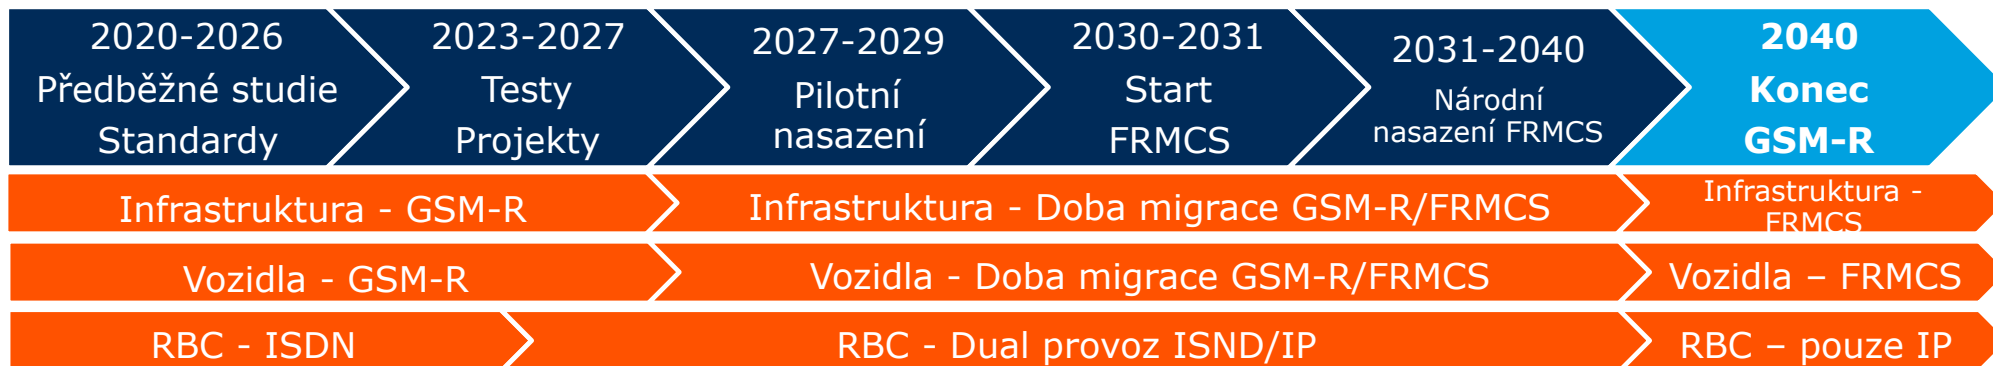 2020-2026
Předběžné studie
Standardy
2023-2027
Testy
Projekty
2027-2029
Pilotní
nasazení
2030-2031
Start
FRMCS
2031-2040
Národní
nasazení FRMCS
2040
Konec
GSM-R
Infrastruktura - GSM-R
Infrastruktura - Doba migrace GSM-R/FRMCS
Infrastruktura -
FRMCS
Vozidla - GSM-R
Vozidla - Doba migrace GSM-R/FRMCS
Vozidla – FRMCS
RBC - ISDN
RBC - Dual provoz ISND/IP
RBC – pouze IP